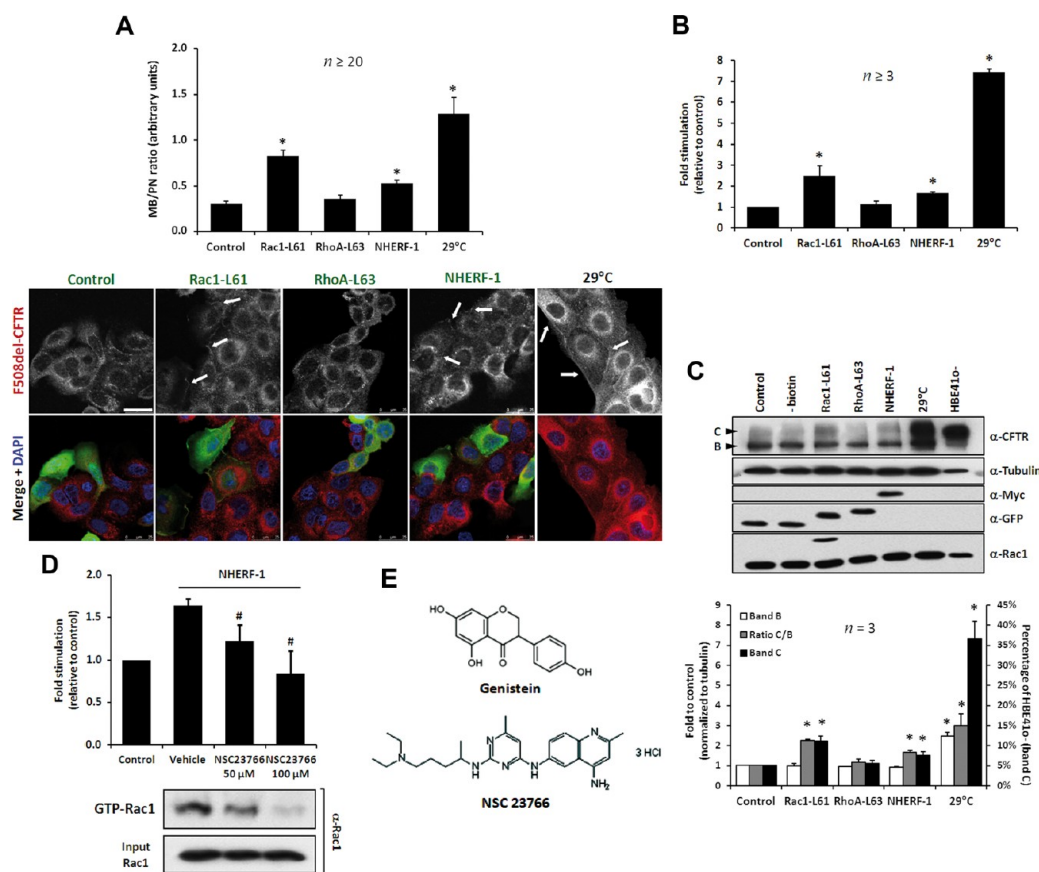 A
2.0
1.5
1.0
0.5
0.0
MB/PN ratio (arbitrary units)
n ≥ 20
*
*
*
Control Rac1-L61 RhoA-L63 NHERF-1 29°C
B
8
7
6
5
4
3
2
1
0
Fold stimulation
(relative to control)
n ≥ 3
*
*
*
Control Rac1-L61 RhoA-L63 NHERF-1 29°C
Control Rac1-L61 RhoA-L63 NHERF-1 29°C
F508del-CFTR
Merge + DAPI
C
Control
- biotin
Rac1-L61
RhoA-L63
NHERF-1
29°C
HBE41o-
C
B
α-CFTR
α-Tubulin
α-Myc
α-GFP
α-Rac1
9
8
7
6
5
4
3
2
1
0
Fold to control
(normalized to tubulin)
Band B
Ratio C/B
Band C
n = 3
* *
* *
* * *
45%
40%
35%
30%
25%
20%
15%
10%
5%
0%
Percentage of HBE41o- (band C)
Control Rac1-L61 RhoA-L63 NHERF-1 29°C
D
NHERF-1
2.0
1.5
1.0
0.5
0.0
Fold stimulation
(relative to control)
#
#
Control Vehicle NSC23766 NSC23766
50 µM 100 µM
GTP-Rac1
Input
Rac1
α-Rac1
E
HO
O
OH
O
OH
Genistein
N
N
H
N
N
N
H
N
NH2
3 HCl
NSC 23766